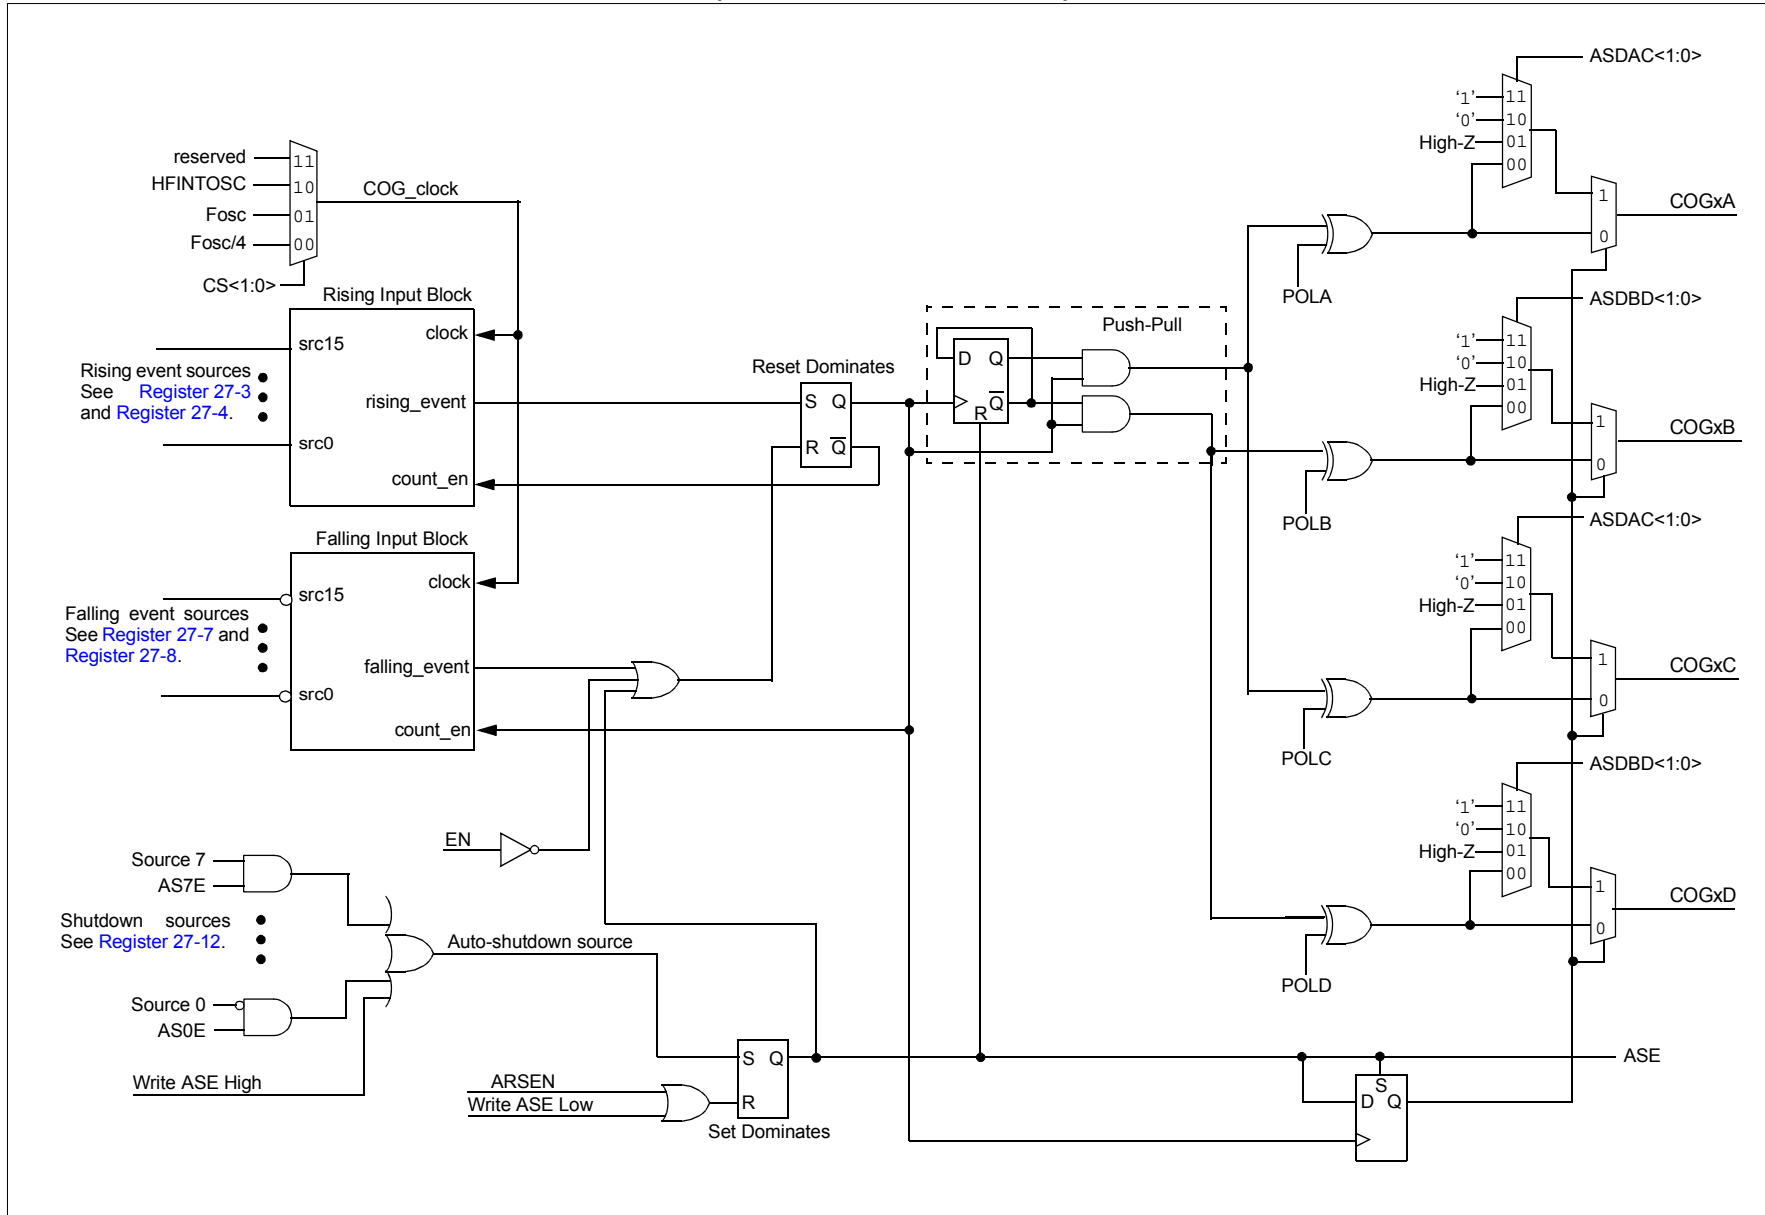 ASDAC<1:0>
'1'
11
'0'
10
High-Z
01
00
1
0
COGxA
POLA
reserved
11
HFINTOSC
10
Fosc
01
Fosc/4
00
COG_clock
CS<1:0>
Rising Input Block
clock
src15
Rising event sources
See Register 27-3
and Register 27-4.
rising_event
src0
count_en
Reset Dominates
S Q
R Q
Push-Pull
D Q
Q
R
ASDBD<1:0>
'1'
11
'0'
10
High-Z
01
00
1
0
COGxB
POLB
Falling Input Block
clock
src15
Falling event sources
See Register 27-7 and
Register 27-8.
falling_event
src0
count_en
ASDAC<1:0>
'1'
11
'0'
10
High-Z
01
00
1
0
COGxC
POLC
EN
Source 7
AS7E
Shutdown sources
See Register 27-12.
Auto-shutdown source
Source 0
AS0E
Write ASE High
ASDBD<1:0>
'1'
11
'0'
10
High-Z
01
00
1
0
COGxD
POLD
ARSEN
Write ASE Low
S Q
R
Set Dominates
ASE
S
D Q